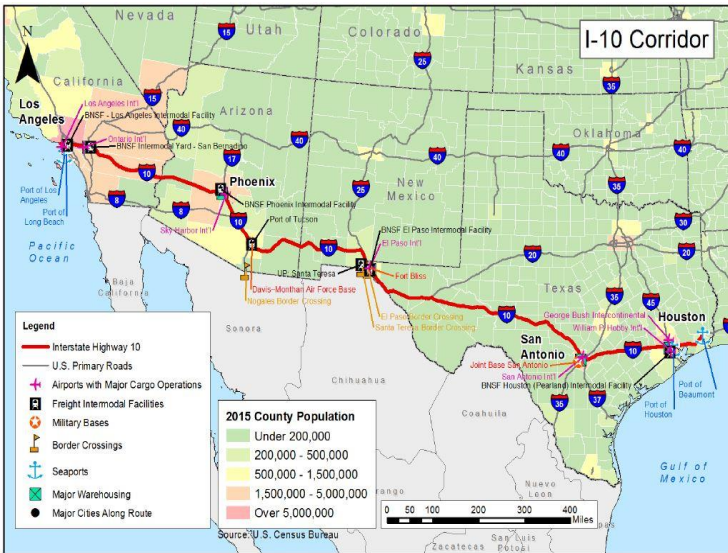 I-10 Corridor
Nevada
Utah
Colorado
Kansas
California
Arizona
Oklahoma
New
Mexico
Texas
N
15
25
35
Los
Angeles
Los Angeles Int'l
BNSF - Los Angeles Intermodal Facility
Ontario Int'l
BNSF Intermodal Yard - San Bernadino
15
40
40
40
40
17
25
35
30
10
8
8
10
10
20
20
Port of Los
Angeles
Port of
Long Beach
Pacific
Ocean
Phoenix
BNSF Phoenix Intermodal Facility
Sky Harbor Int'l
Port of Tucson
Davis-Monthan Air Force Base
Nogales Border Crossing
UP: Santa Teresa
BNSF El Paso Intermodal Facility
El Paso Int'l
Fort Bliss
El Paso Border Crossing
Santa Teresa Border Crossing
Baja
California
Sonora
Chihuahua
Coahuila
10
35
45
George Bush Intercontinental
Houston
William P. Hobby Int'l
San
Antonio
10
Joint Base San Antonio
San Antonio Int'l
BNSF Houston (Pearland) Intermodal Facility
35
37
Port of
Houston
Port of
Beaumont
Gulf of
Mexico
Nuevo
Leon
Zacatecas
San Luis
Potosi
Legend
Interstate Highway 10
U.S. Primary Roads
Airports with Major Cargo Operations
Freight Intermodal Facilities
Military Bases
Border Crossings
Seaports
Major Warehousing
Major Cities Along Route
2015 County Population
Under 200,000
200,000 - 500,000
500,000 - 1,500,000
1,500,000 - 5,000,000
Over 5,000,000
Source: U.S. Census Bureau
0 50 100 200 300 400
Miles